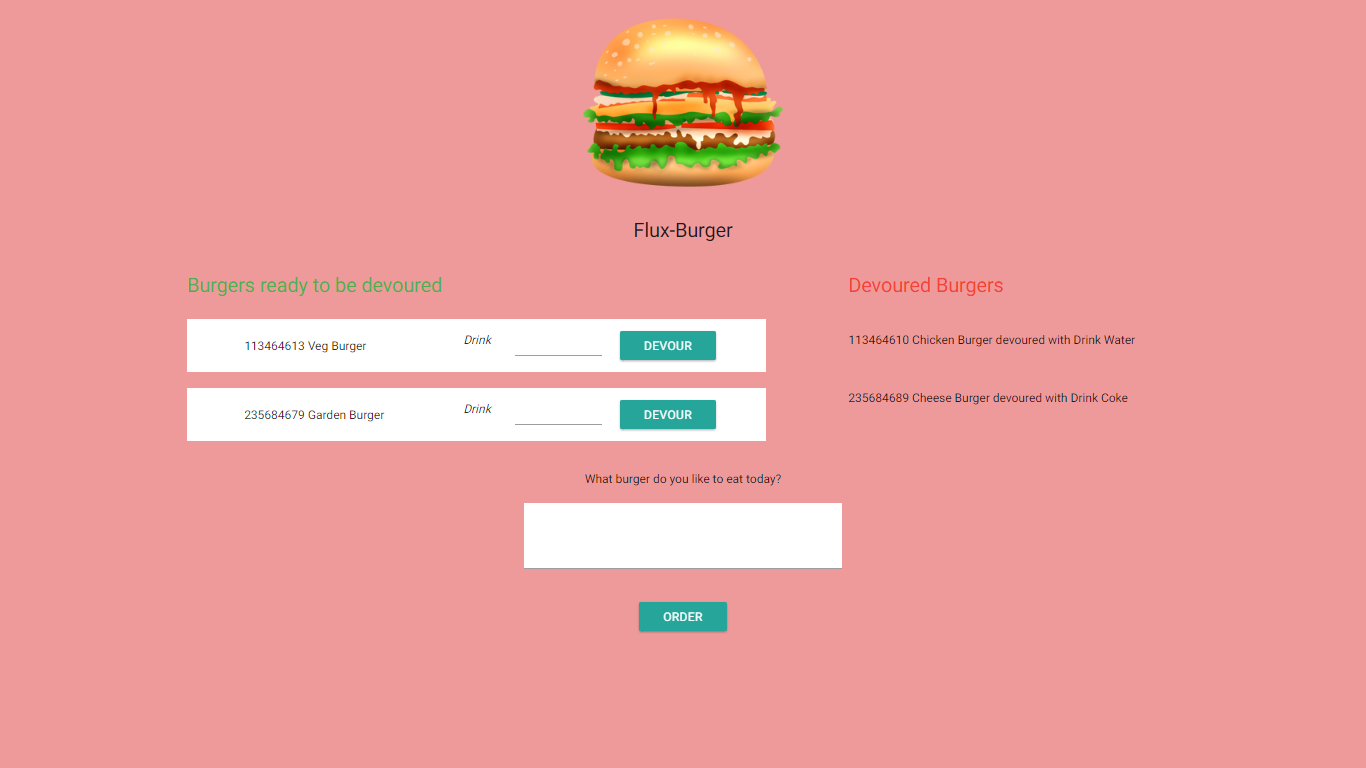 Flux-Burger
Burgers ready to be devoured
113464613 Veg Burger Drink DEVOUR
235684679 Garden Burger Drink DEVOUR
Devoured Burgers
113464610 Chicken Burger devoured with Drink Water
235684689 Cheese Burger devoured with Drink Coke
What burger do you like to eat today?
ORDER